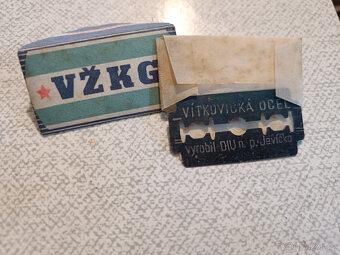 VŽKG
VÍTKOVICKÁ OCEL
vyrobil DIU n. p. Jevíčko